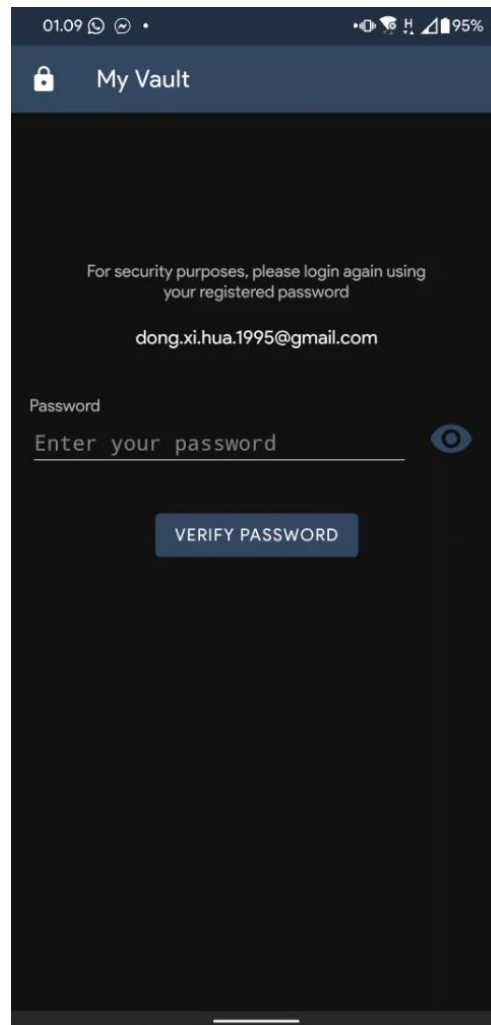 01.09 95%
My Vault
For security purposes, please login again using
your registered password
dong.xi.hua.1995@gmail.com
Password
Enter your password
VERIFY PASSWORD